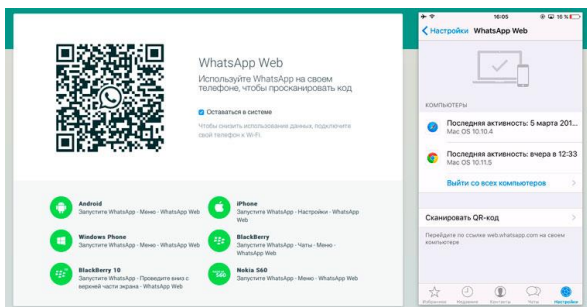 WhatsApp Web
Используйте WhatsApp на своем
телефоне, чтобы просканировать код
Оставаться в системе
Чтобы снизить использование данных, подключите
свой телефон к Wi-Fi.
Android
Запустите WhatsApp - Меню - WhatsApp Web
iPhone
Запустите WhatsApp - Настройки - WhatsApp
Web
Windows Phone
Запустите WhatsApp - Меню - WhatsApp Web
BlackBerry
Запустите WhatsApp - Чаты - Меню -
WhatsApp Web
BlackBerry 10
Запустите WhatsApp - Проведите вниз с
верхней части экрана - WhatsApp Web
S60
Nokia S60
Запустите WhatsApp - Меню - WhatsApp Web
16:05 16 %
Настройки WhatsApp Web
КОМПЬЮТЕРЫ
Последняя активность: 5 марта 201...
Mac OS 10.10.4
Последняя активность: вчера в 12:33
Mac OS 10.11.5
Выйти со всех компьютеров
Сканировать QR-код
Перейдите по ссылке web.whatsapp.com на своем
компьютере
Избранное Недавние Контакты Чаты Настройки